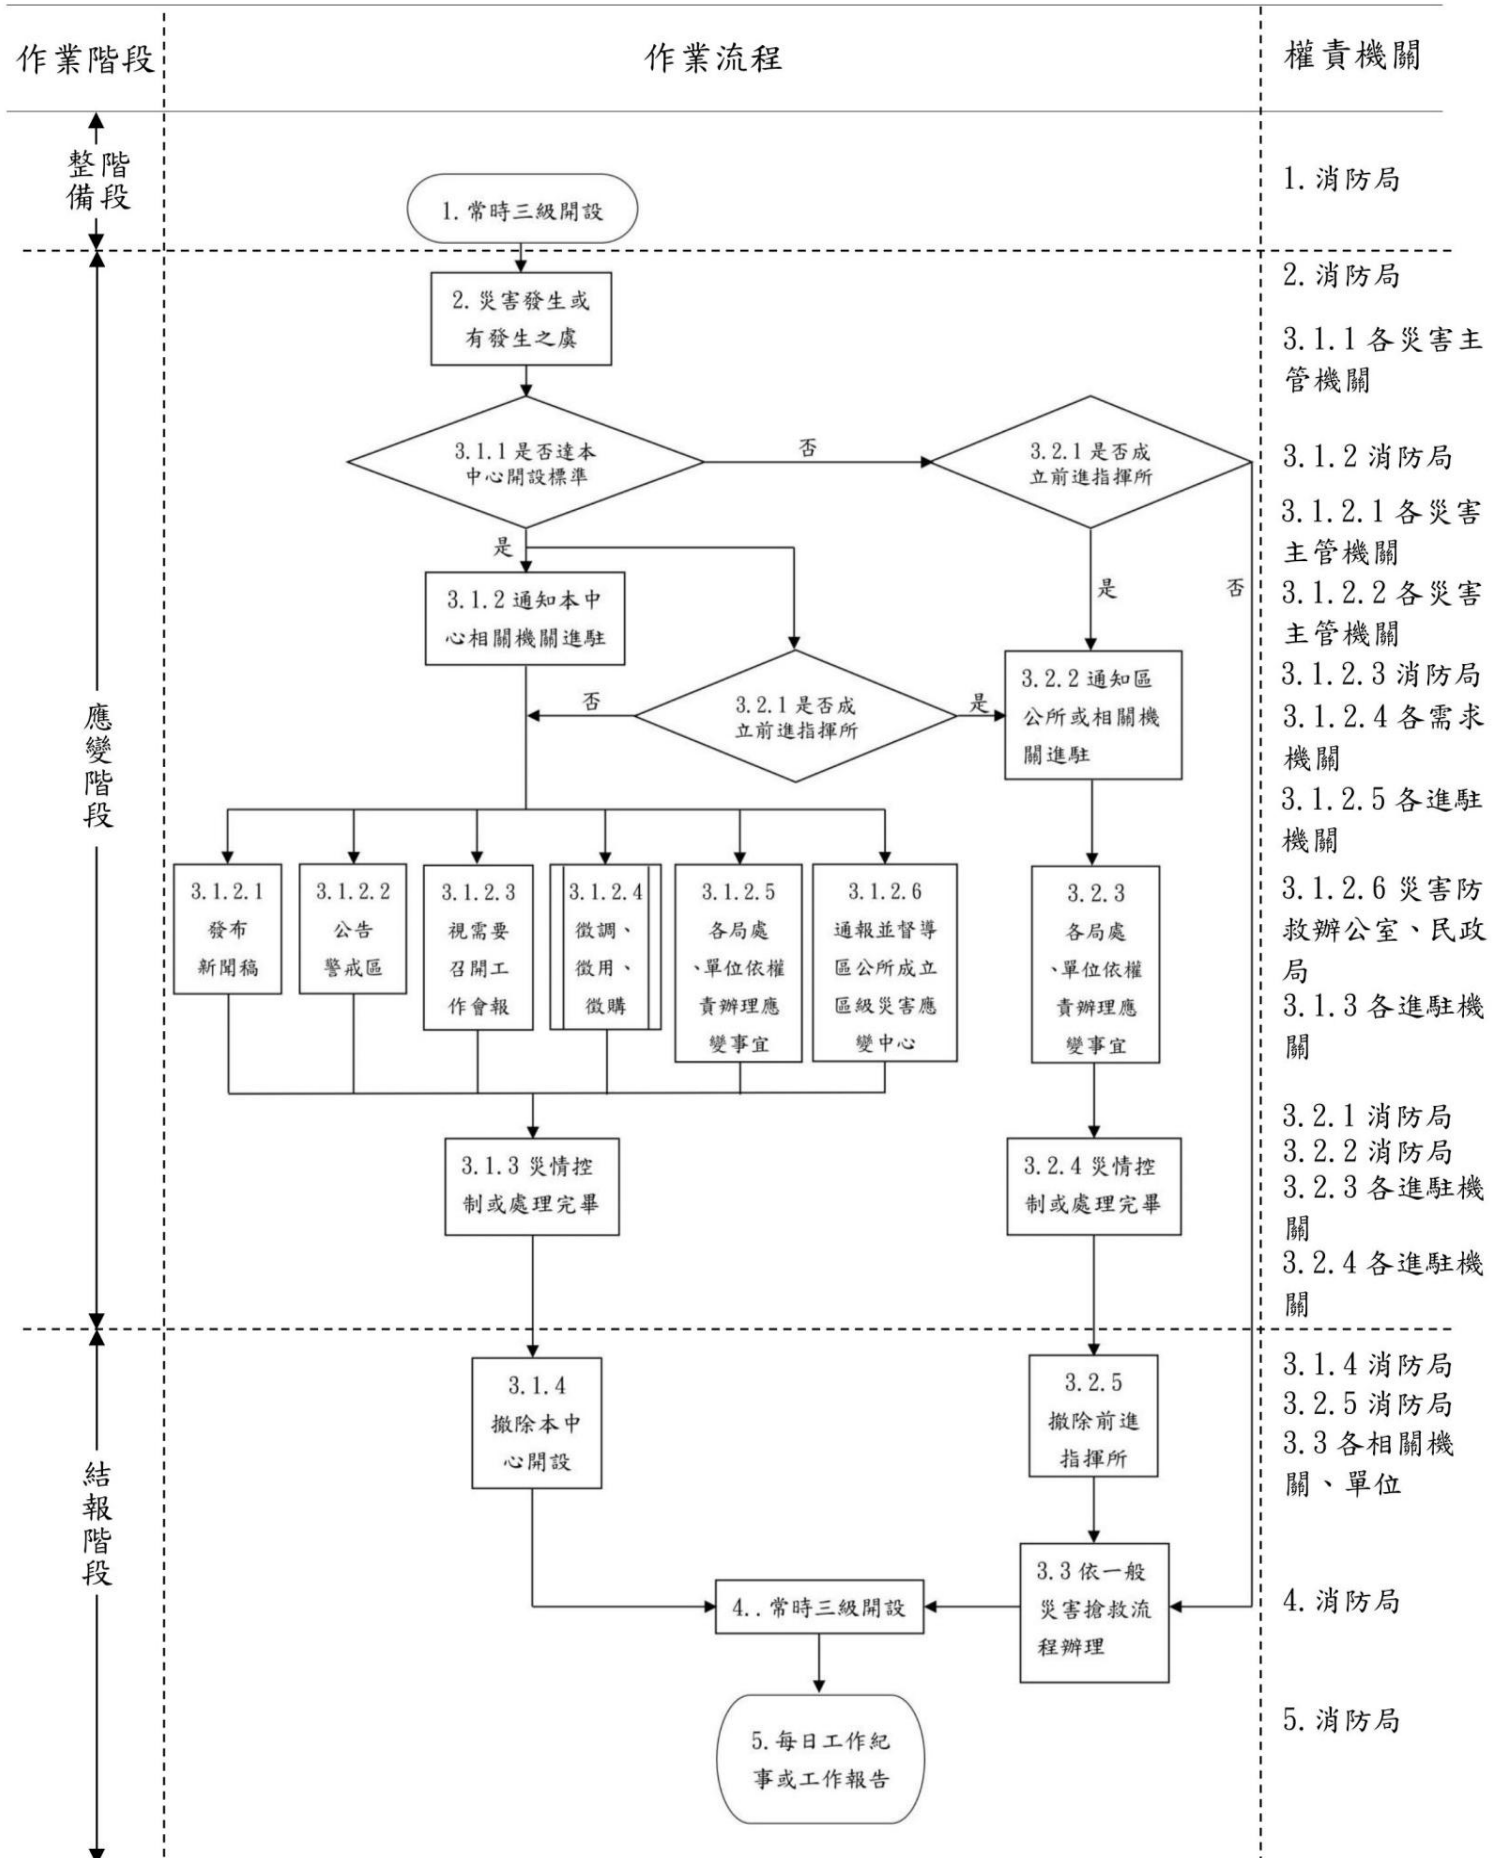 作業階段
作業流程
權責機關
整階
備段
1.常時三級開設
1.消防局
應
變
階
段
2.災害發生或
有發生之虞
3.1.1是否達本
中心開設標準
否
3.2.1是否成
立前進指揮所
是
3.1.2通知本中
心相關機關進駐
是
否
否
3.2.1是否成
立前進指揮所
是
3.2.2通知區
公所或相關機
關進駐
3.1.2.1
發布
新聞稿
3.1.2.2
公告
警戒區
3.1.2.3
視需要
召開工
作會報
3.1.2.4
徵調、
徵用、
徵購
3.1.2.5
各局處
、單位依權
責辦理應
變事宜
3.1.2.6
通報並督導
區公所成立
區級災害應
變中心
3.2.3
各局處
、單位依權
責辦理應
變事宜
3.1.3災情控
制或處理完畢
3.2.4災情控
制或處理完畢
2.消防局
3.1.1各災害主
管機關
3.1.2消防局
3.1.2.1各災害
主管機關
3.1.2.2各災害
主管機關
3.1.2.3消防局
3.1.2.4各需求
機關
3.1.2.5各進駐
機關
3.1.2.6災害防
救辦公室、民政
局
3.1.3各進駐機
關
3.2.1消防局
3.2.2消防局
3.2.3各進駐機
關
3.2.4各進駐機
關
結
報
階
段
3.1.4
撤除本中
心開設
3.2.5
撤除前進
指揮所
3.3依一般
災害搶救流
程辦理
4..常時三級開設
5.每日工作紀
事或工作報告
3.1.4消防局
3.2.5消防局
3.3各相關機
關、單位
4.消防局
5.消防局